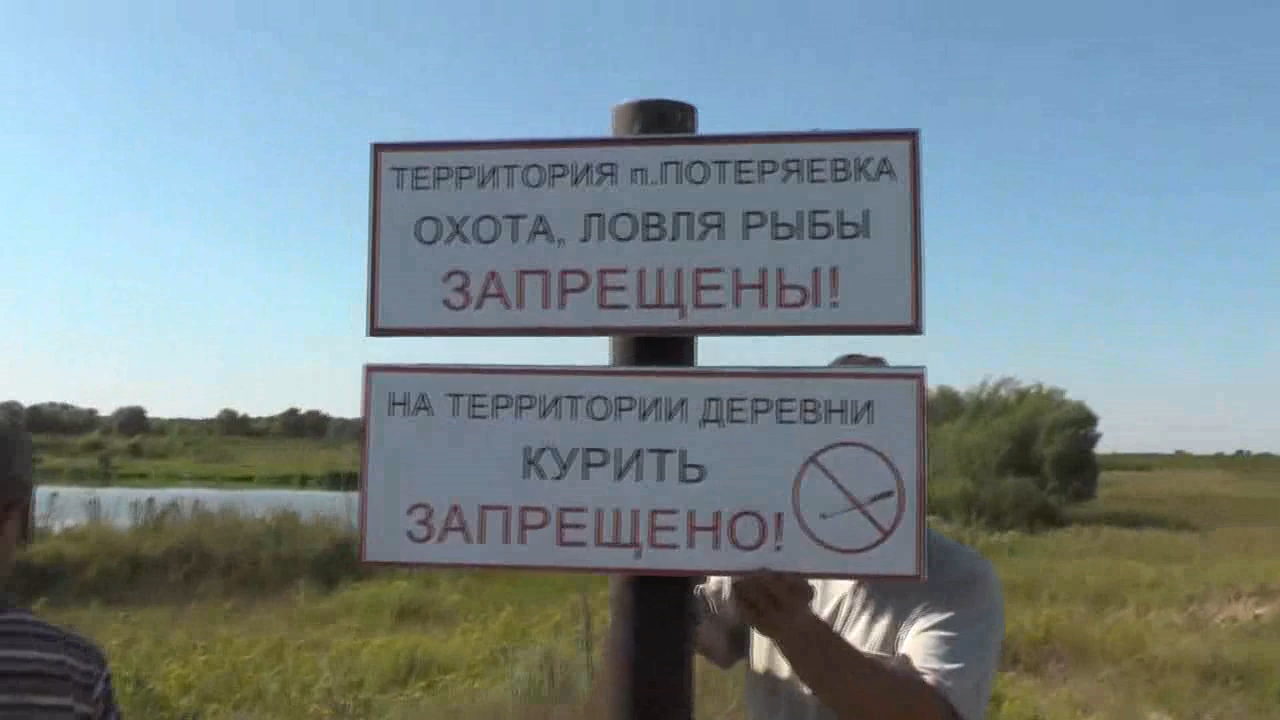 ТЕРРИТОРИЯ п.ПОТЕРЯЕВКА
ОХОТА, ЛОВЛЯ РЫБЫ
ЗАПРЕЩЕНЫ!
НА ТЕРРИТОРИИ ДЕРЕВНИ
КУРИТЬ
ЗАПРЕЩЕНО!